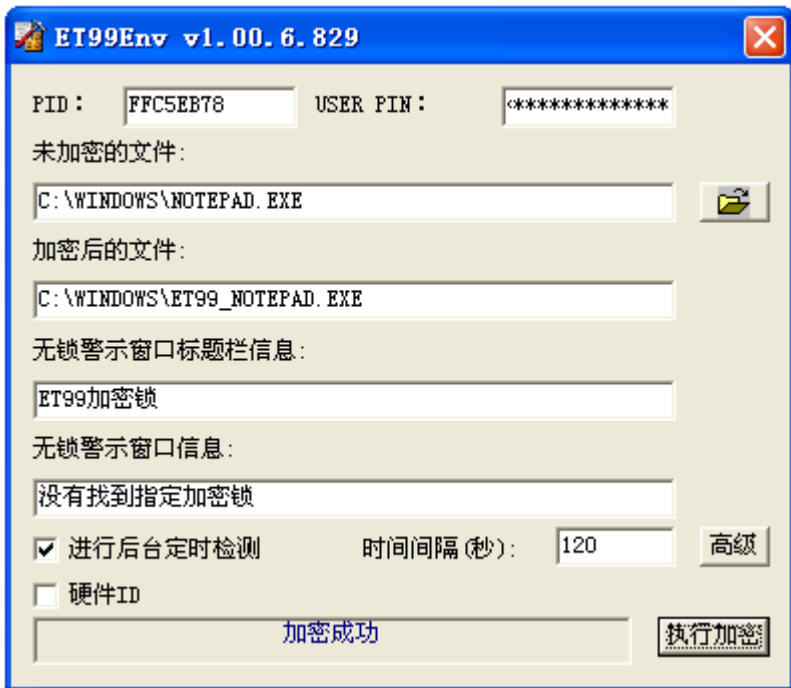 ET99Env v1.00.6.829
PID： FFC5EB78 USER PIN： *************
未加密的文件:
C:\WINDOWS\NOTEPAD.EXE
加密后的文件:
C:\WINDOWS\ET99_NOTEPAD.EXE
无锁警示窗口标题栏信息:
ET99加密锁
无锁警示窗口信息:
没有找到指定加密锁
进行后台定时检测 时间间隔(秒): 120 高级
硬件ID
加密成功 执行加密